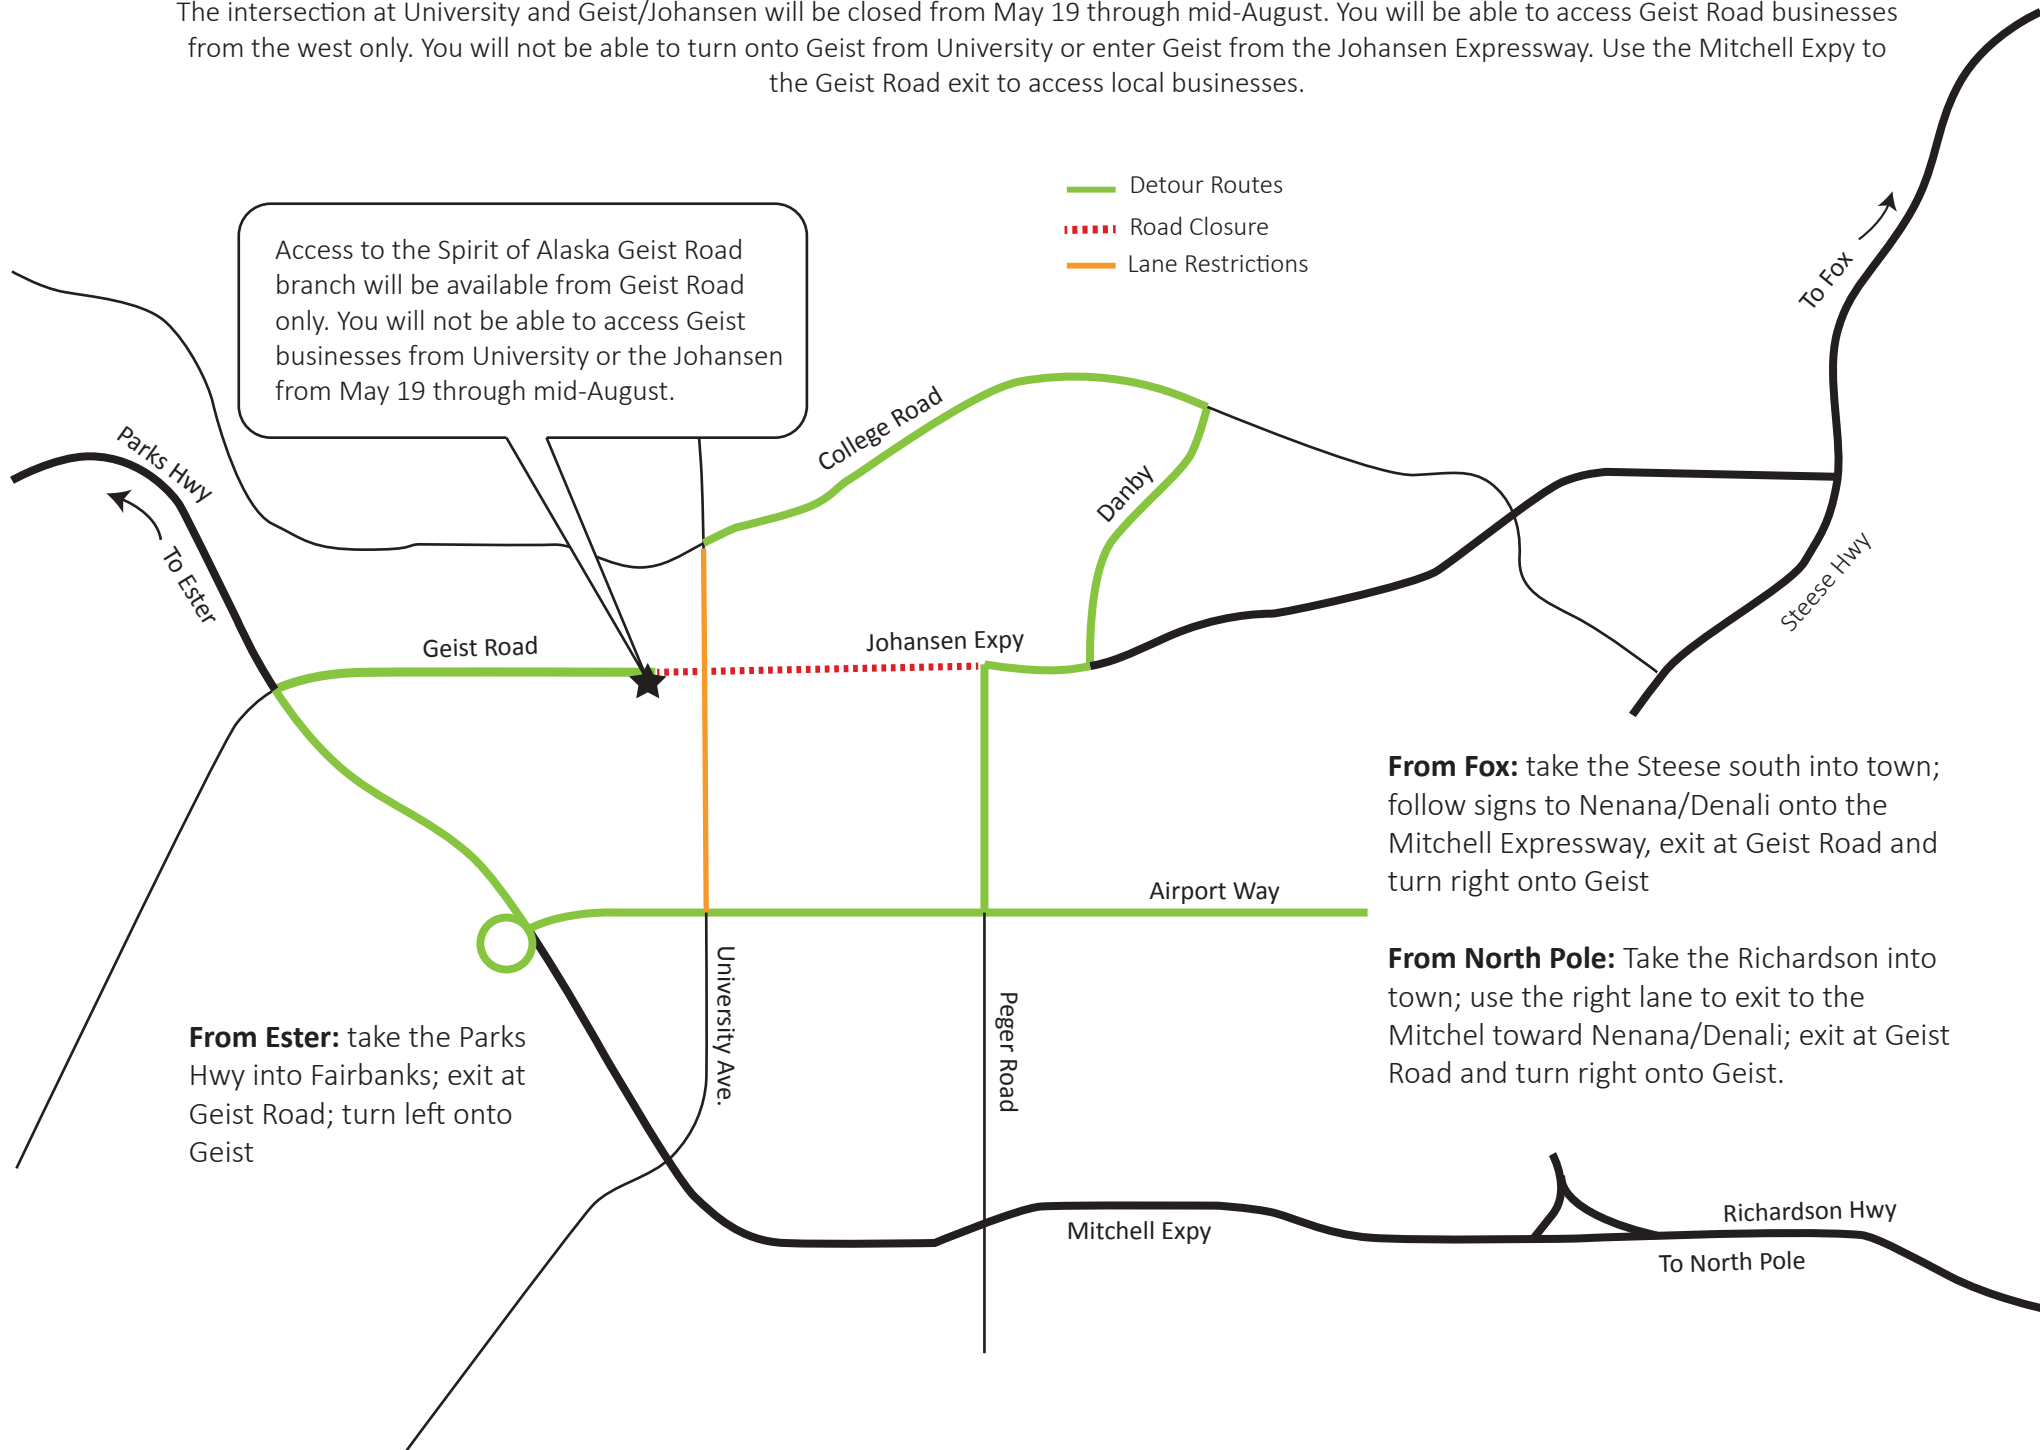 The intersection at University and Geist/Johansen will be closed from May 19 through mid-August. You will be able to access Geist Road businesses
from the west only. You will not be able to turn onto Geist from University or enter Geist from the Johansen Expressway. Use the Mitchell Expy to
the Geist Road exit to access local businesses.
Detour Routes
Road Closure
Lane Restrictions
Access to the Spirit of Alaska Geist Road
branch will be available from Geist Road
only. You will not be able to access Geist
businesses from University or the Johansen
from May 19 through mid-August.
To Fox
College Road
Parks Hwy
Danby
To Ester
Steese Hwy
Geist Road
Johansen Expy
From Fox: take the Steese south into town;
follow signs to Nenana/Denali onto the
Mitchell Expressway, exit at Geist Road and
turn right onto Geist
Airport Way
University Ave.
Peger Road
From North Pole: Take the Richardson into
town; use the right lane to exit to the
Mitchel toward Nenana/Denali; exit at Geist
Road and turn right onto Geist.
From Ester: take the Parks
Hwy into Fairbanks; exit at
Geist Road; turn left onto
Geist
Mitchell Expy
Richardson Hwy
To North Pole